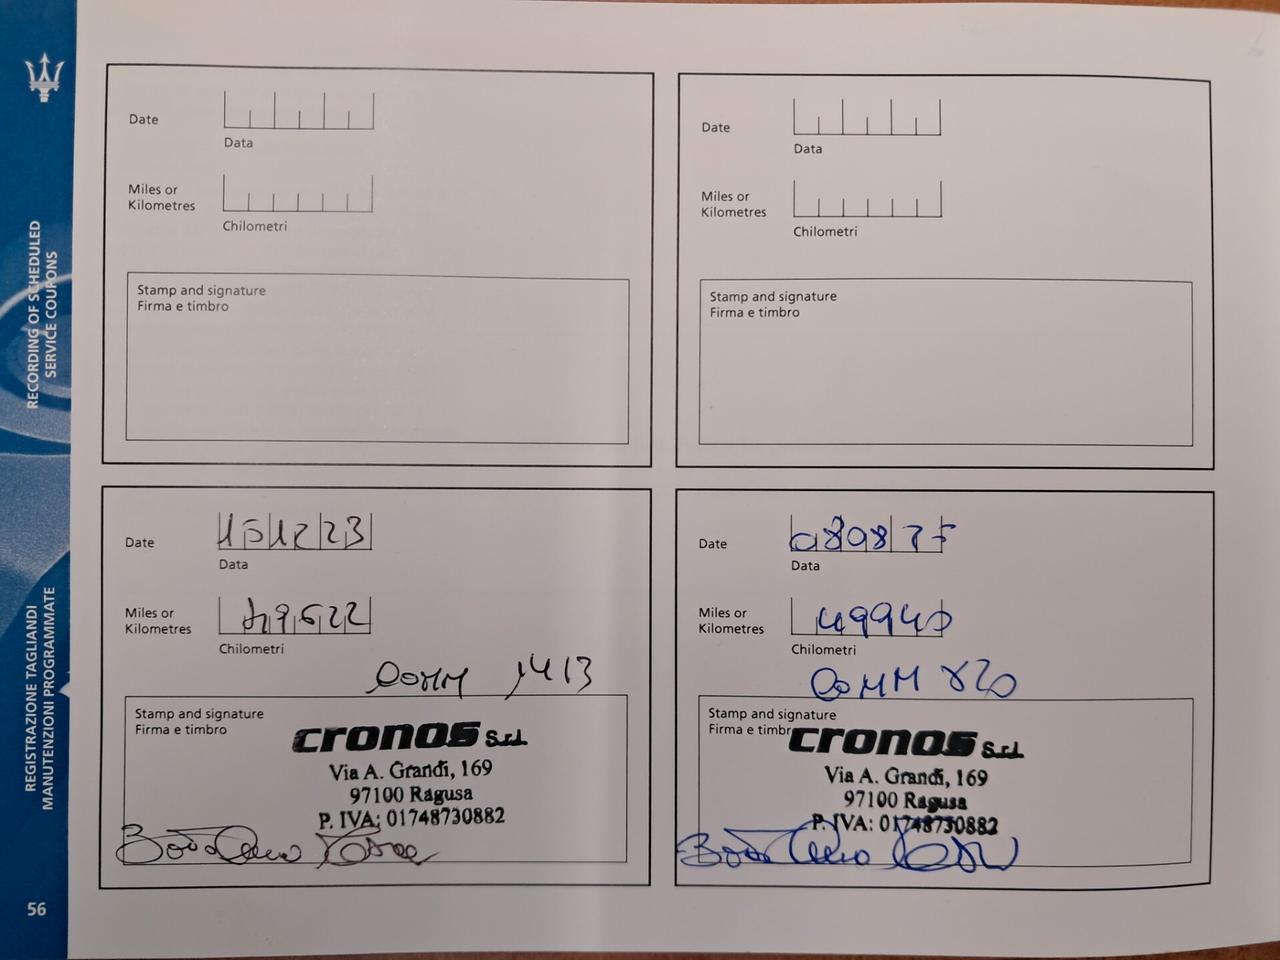 Date
Data
Miles or
Kilometres
Chilometri
Stamp and signature
Firma e timbro
Date
Data
Miles or
Kilometres
Chilometri
Stamp and signature
Firma e timbro
Date 151223
Data
Miles or
Kilometres 49622
Chilometri
COMM 1413
Stamp and signature
Firma e timbro
cronos S.r.l.
Via A. Grandi, 169
97100 Ragusa
P. IVA: 01748730882
Date 0808
Data
Miles or
Kilometres 49940
Chilometri
COMM 820
Stamp and signature
Firma e timbro
cronos S.r.l.
Via A. Grandi, 169
97100 Ragusa
P. IVA: 01748730882
RECORDING OF SCHEDULED
SERVICE COUPONS
REGISTRAZIONE TAGLIANDI
MANUTENZIONI PROGRAMMATE
56